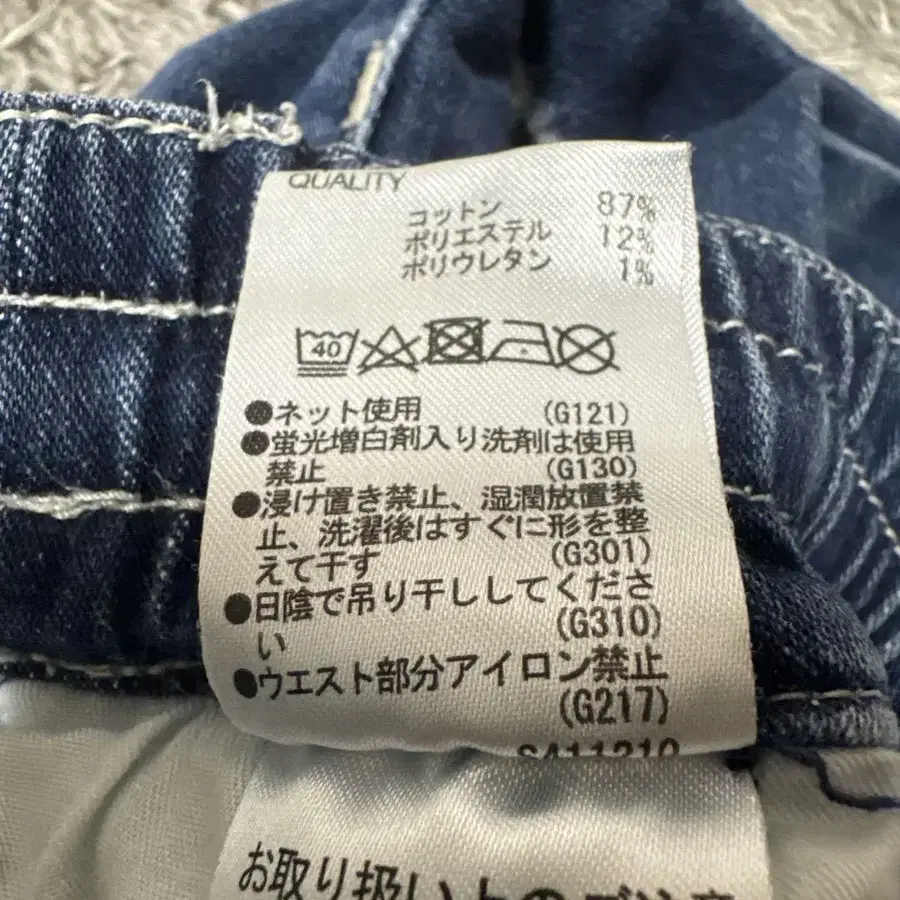 QUALITY
コットン 87%
ポリエステル 12%
ポリウレタン 1%
40
●ネット使用 (G121)
●蛍光増白剤入り洗剤は使用
禁止 (G130)
●浸け置き禁止、湿潤放置禁
止、洗濯後はすぐに形を整
えて干す (G301)
●日陰で吊り干ししてくださ
い (G310)
●ウエスト部分アイロン禁止
(G217)
S411210
お取り扱い上のご注意